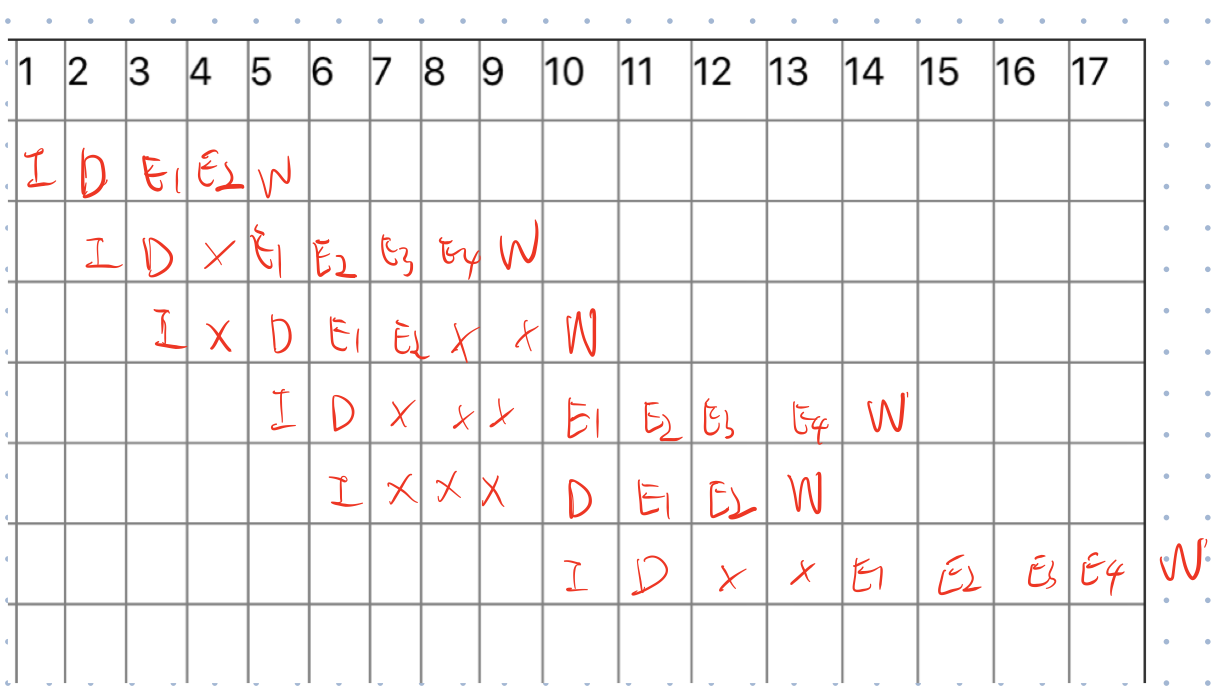 1 2 3 4 5 6 7 8 9 10 11 12 13 14 15 16 17
I D E1 E2 W
I D X E1 E2 E3 E4 W
I X D E1 E2 X X W
I D X X X E1 E2 E3 E4 W
I X X X D E1 E2 W
I D X X E1 E2 E3 E4 W